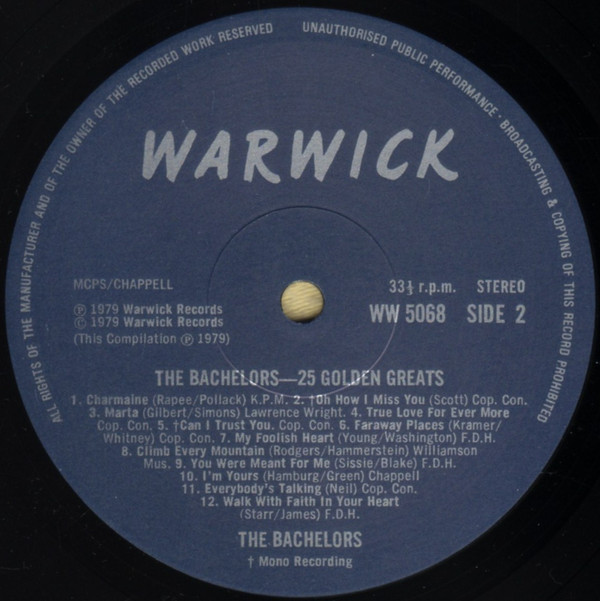 ALL RIGHTS OF THE MANUFACTURER AND OF THE OWNER OF THE RECORDED WORK RESERVED
UNAUTHORISED PUBLIC PERFORMANCE · BROADCASTING & COPYING OF THIS RECORD PROHIBITED
WARWICK
MCPS/CHAPPELL
33⅓ r.p.m. STEREO
℗ 1979 Warwick Records
© 1979 Warwick Records
WW 5068 SIDE 2
(This Compilation ℗ 1979)
THE BACHELORS—25 GOLDEN GREATS
1. Charmaine (Rapee/Pollack) K.P.M. 2. †Oh How I Miss You (Scott) Cop. Con.
3. Marta (Gilbert/Simons) Lawrence Wright. 4. True Love For Ever More
Cop. Con. 5. †Can I Trust You. Cop. Con. 6. Faraway Places (Kramer/
Whitney) Cop. Con. 7. My Foolish Heart (Young/Washington) F.D.H.
8. Climb Every Mountain (Rodgers/Hammerstein) Williamson
Mus. 9. You Were Meant For Me (Sissie/Blake) F.D.H.
10. I'm Yours (Hamburg/Green) Chappell
11. Everybody's Talking (Neil) Cop. Con.
12. Walk With Faith In Your Heart
(Starr/James) F.D.H.
THE BACHELORS
† Mono Recording